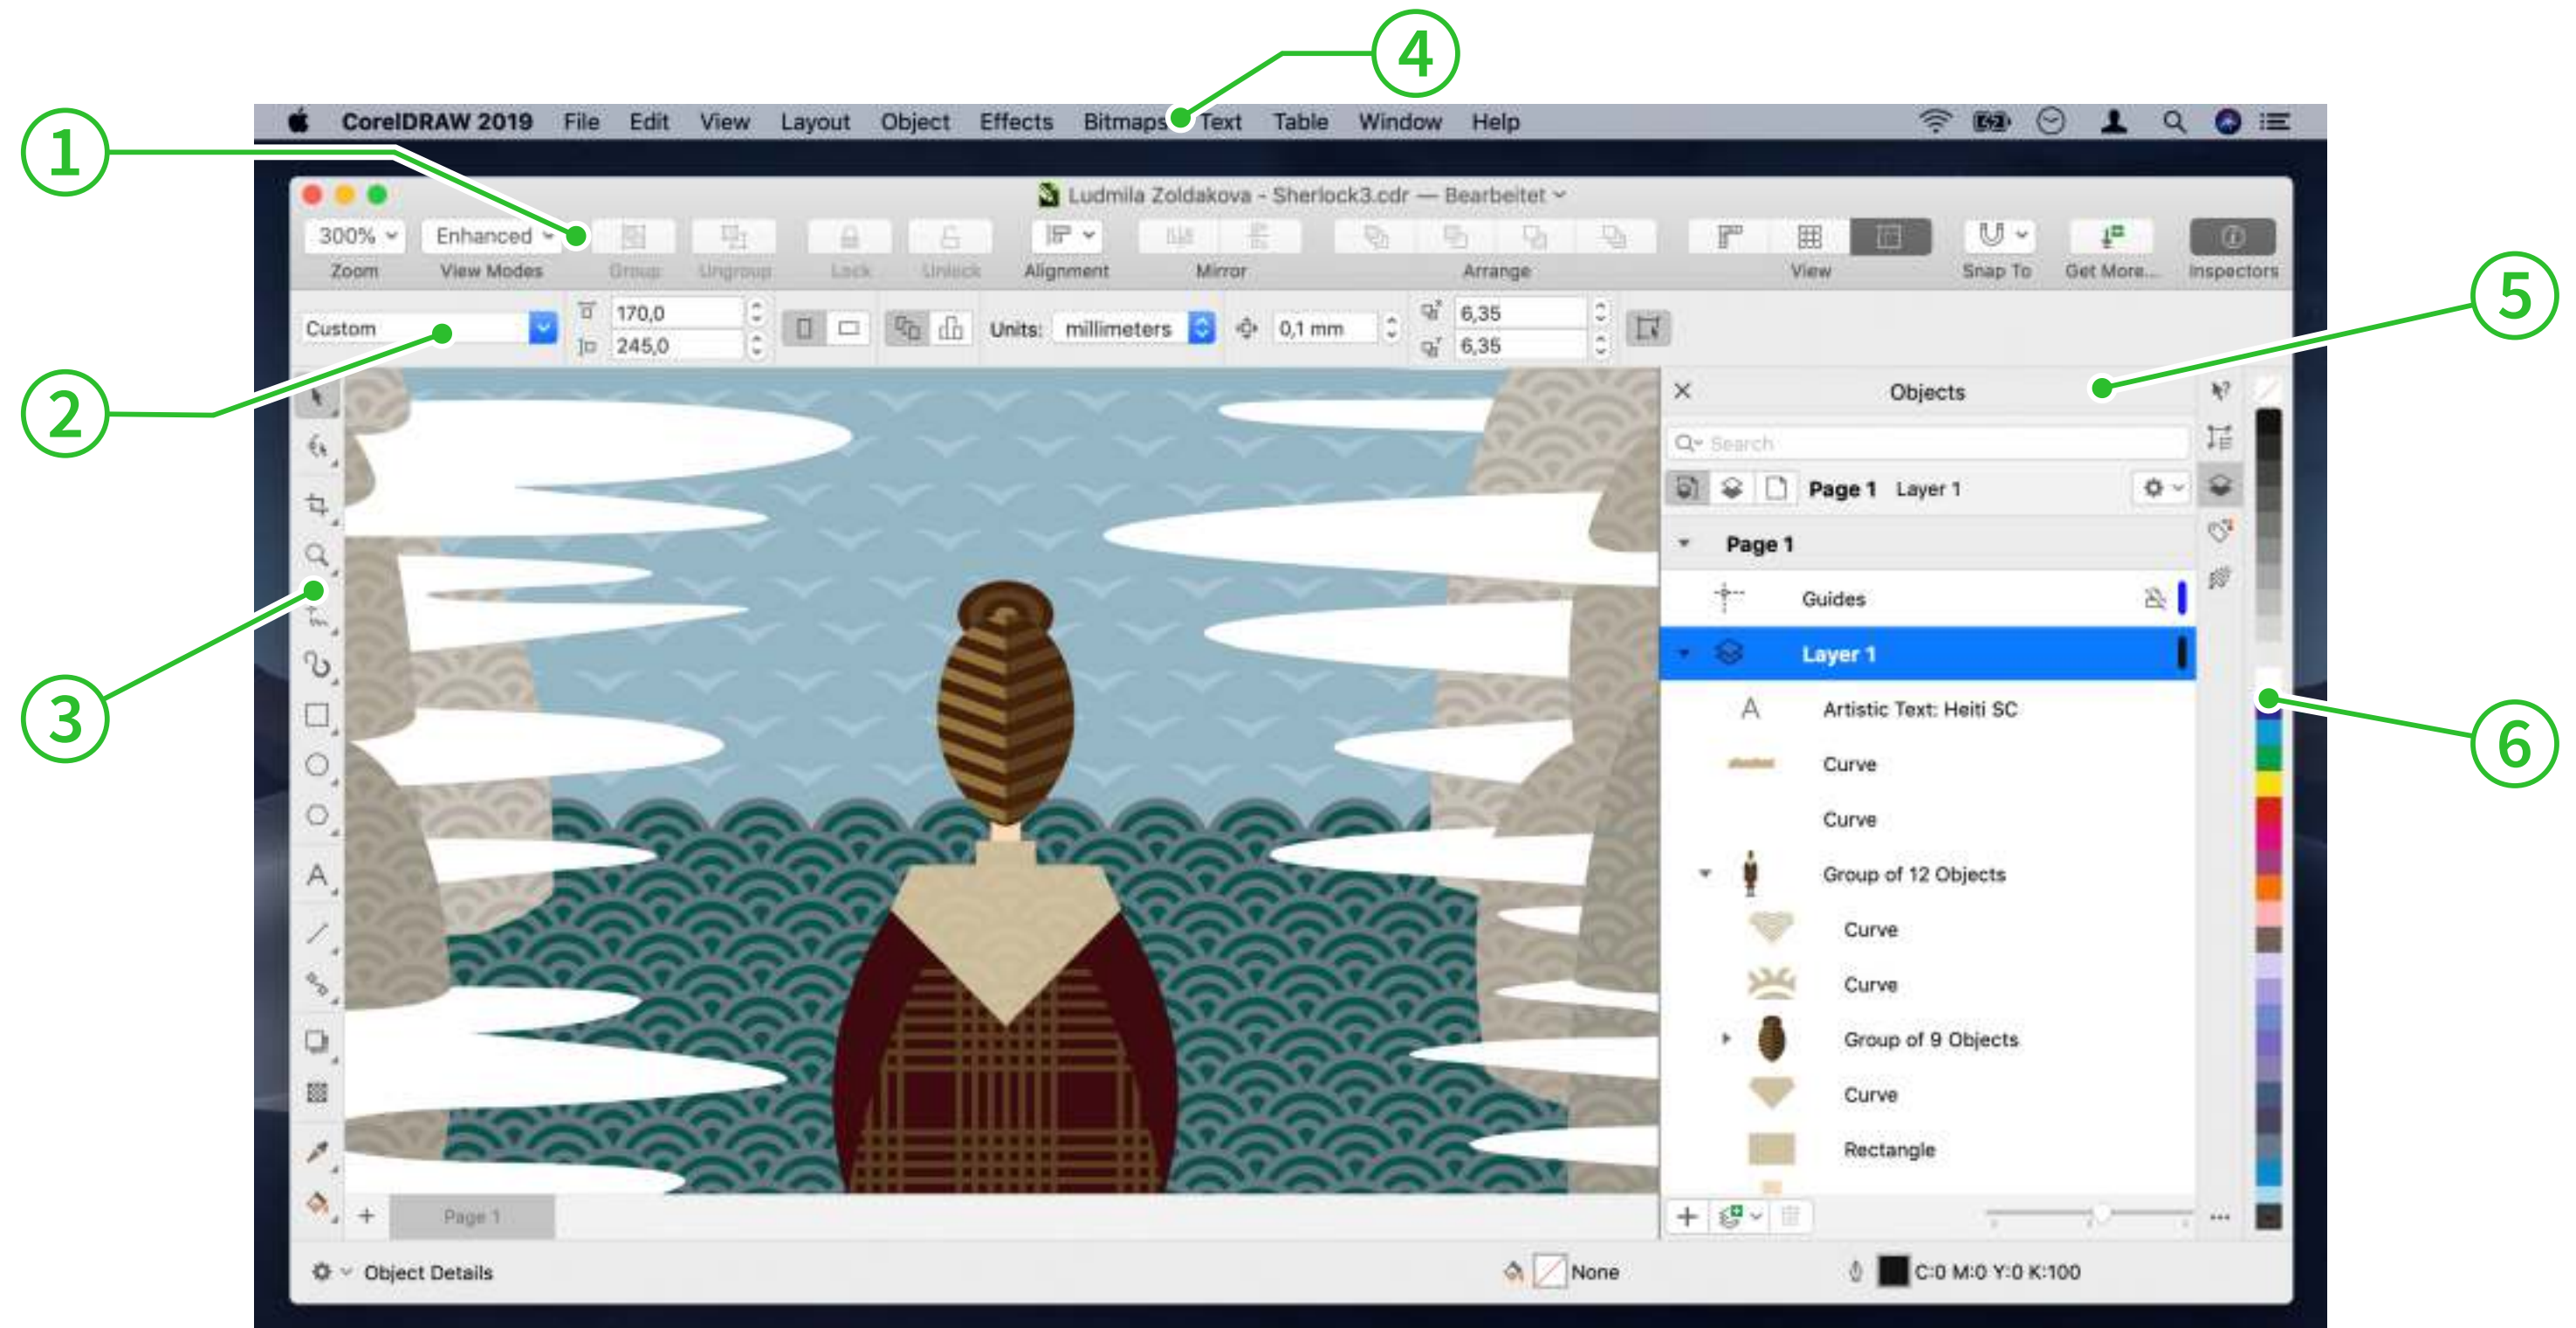 4
1
CorelDRAW 2019 File Edit View Layout Object Effects Bitmaps Text Table Window Help
Ludmila Zoldakova - Sherlock3.cdr — Bearbeitet
300% Enhanced
Zoom View Modes Group Ungroup Lock Unlock Alignment Mirror Arrange View Snap To Get More... Inspectors
5
Custom 170,0 245,0 Units: millimeters 0,1 mm 6,35 6,35
2
Objects
Search
Page 1 Layer 1
Page 1
Guides
Layer 1
3
Artistic Text: Heiti SC
6
Curve
Curve
A
Group of 12 Objects
Curve
Curve
Group of 9 Objects
Curve
Rectangle
Page 1
Object Details None C:0 M:0 Y:0 K:100